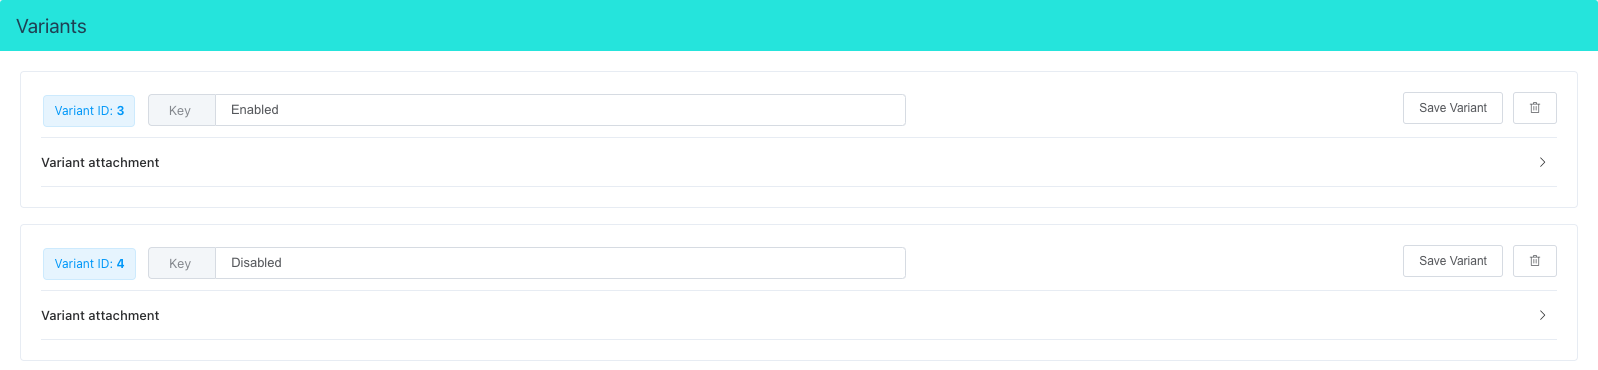 Variants
Variant ID: 3 Key Enabled Save Variant
Variant attachment
Variant ID: 4 Key Disabled Save Variant
Variant attachment